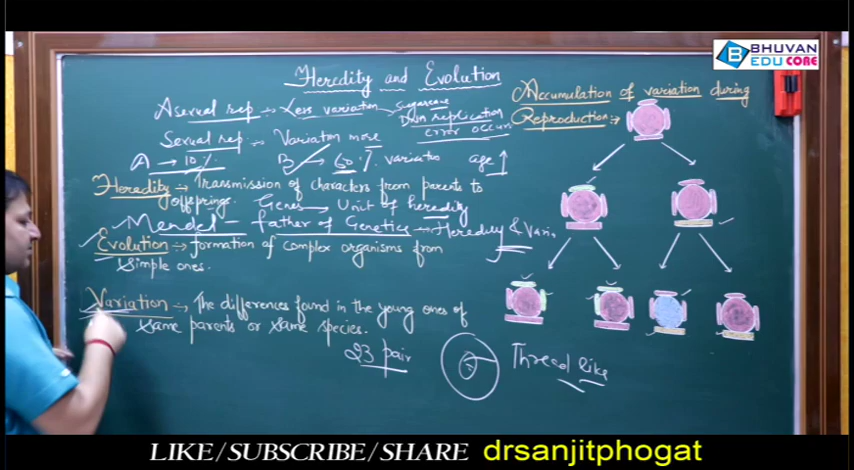 BHUVAN
EDU CORE
Heredity and Evolution
Asexual rep → Less variation - Sugarcane
DNA replication
error occurs
Sexual rep → Variation more
A → 10% B → 60% variatio age ↑
Heredity → Transmission of characters from parents to
offsprings. Genes → Unit of heredity
Mendel - father of Genetics → Heredity & Vari.
Evolution → formation of complex organisms from
simple ones.
Variation → The differences found in the young ones of
same parents or same species.
23 pair
Thread like
Accumulation of variation during
Reproduction :-
LIKE/SUBSCRIBE/SHARE drsanjitphogat